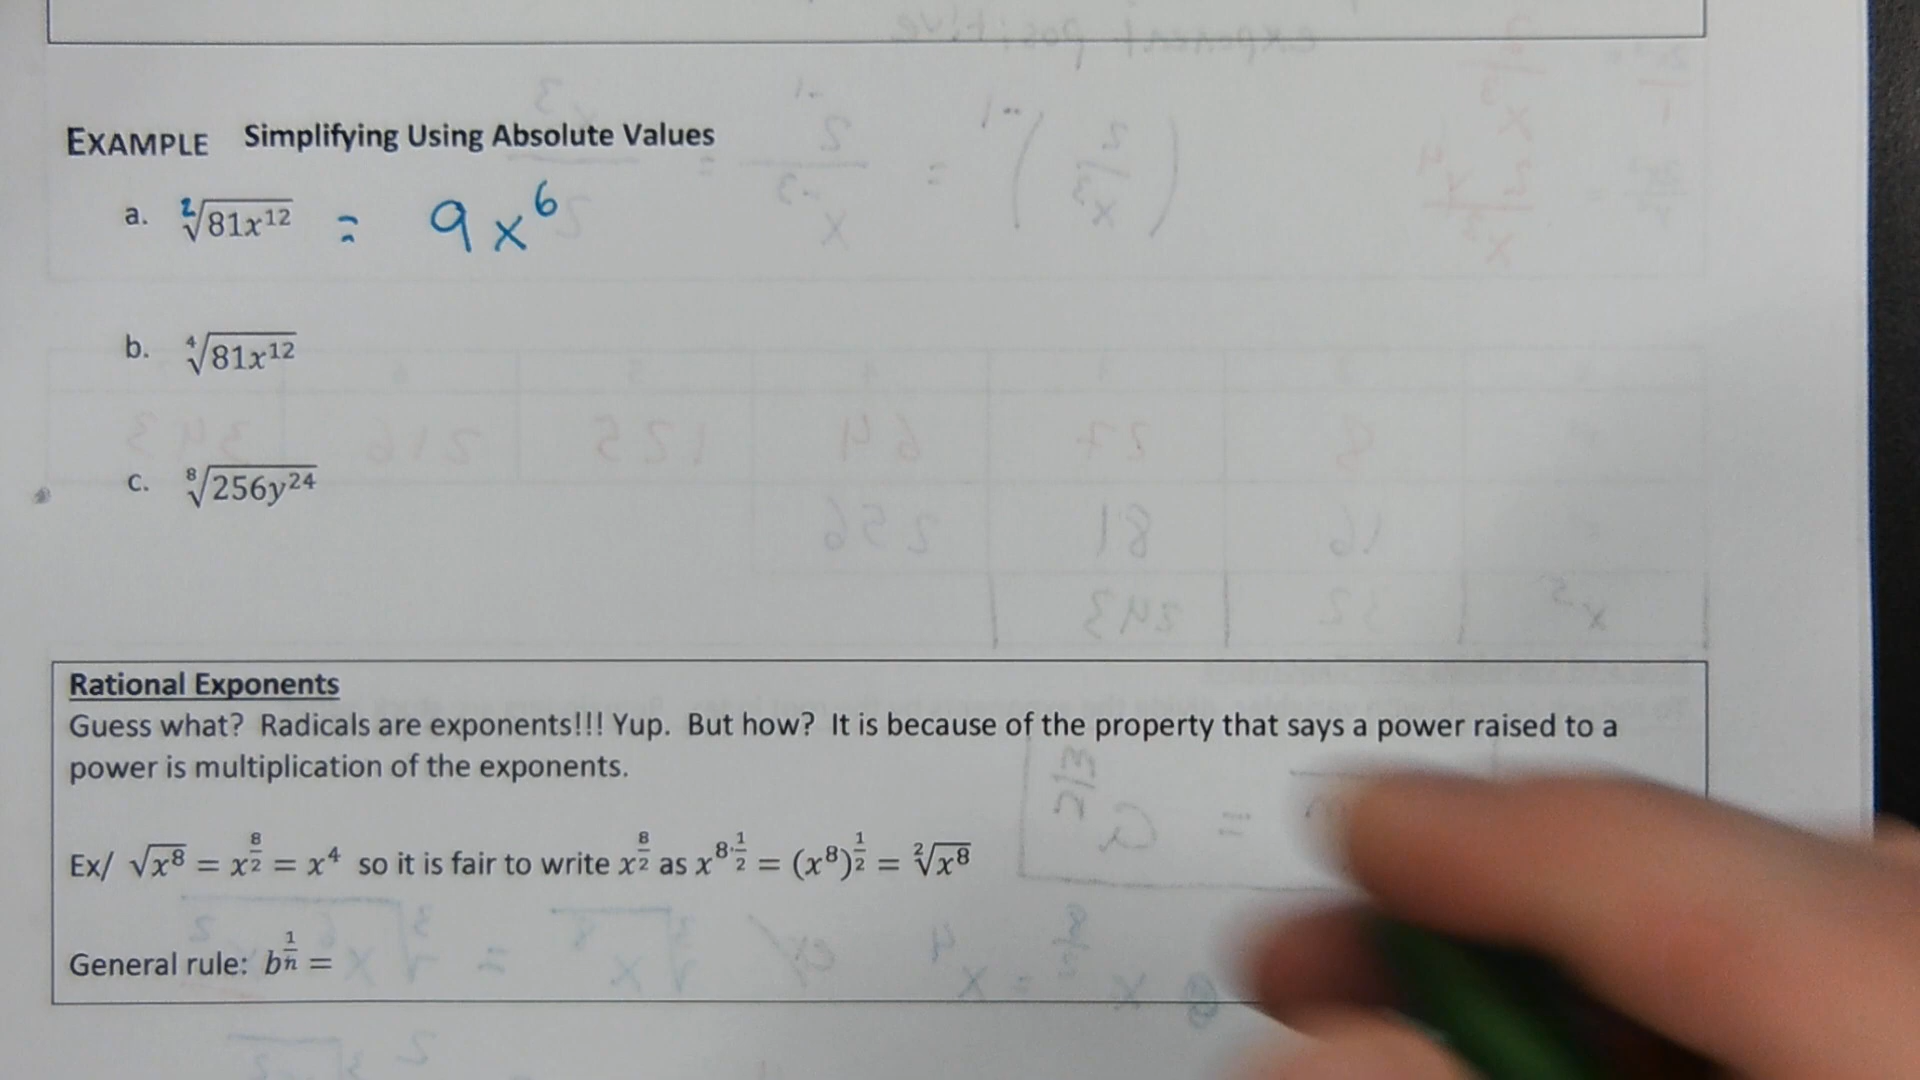 EXAMPLE Simplifying Using Absolute Values
a. ²√81x¹² = 9x⁶
b. ⁴√81x¹²
c. ⁸√256y²⁴
Rational Exponents
Guess what? Radicals are exponents!!! Yup. But how? It is because of the property that says a power raised to a
power is multiplication of the exponents.
Ex/ √x⁸ = x^(8/2) = x⁴ so it is fair to write x^(8/2) as x^(8·1/2) = (x⁸)^(1/2) = ²√x⁸
General rule: b^(1/n) =